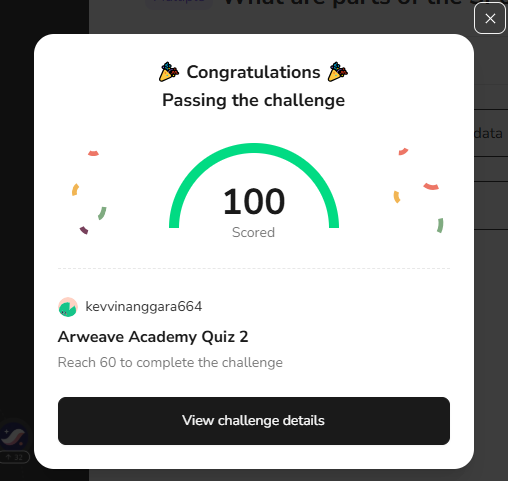 What are parts of the
🎉 Congratulations 🎉
Passing the challenge
data
100
Scored
kevvinanggara664
Arweave Academy Quiz 2
Reach 60 to complete the challenge
View challenge details